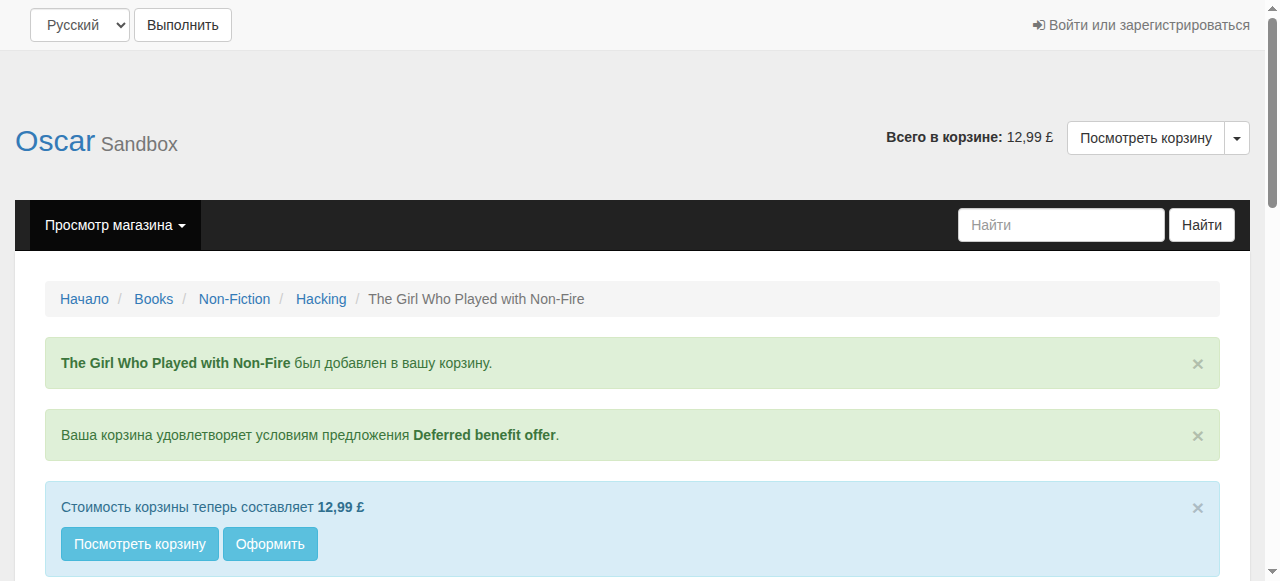 Русский Выполнить Войти или зарегистрироваться
Oscar Sandbox Всего в корзине: 12,99 £ Посмотреть корзину
Просмотр магазина Найти Найти
Начало / Books / Non-Fiction / Hacking / The Girl Who Played with Non-Fire
The Girl Who Played with Non-Fire был добавлен в вашу корзину. ×
Ваша корзина удовлетворяет условиям предложения Deferred benefit offer. ×
Стоимость корзины теперь составляет 12,99 £ ×
Посмотреть корзину Оформить